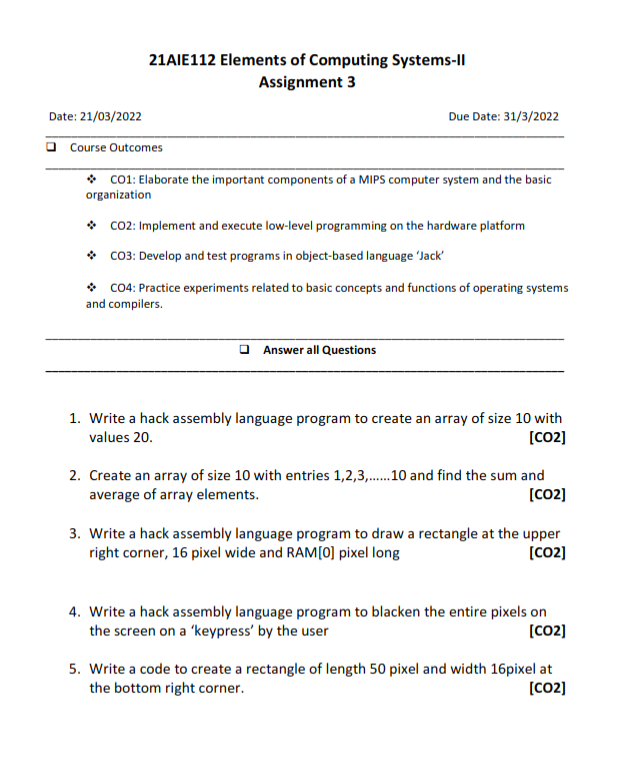 21AIE112 Elements of Computing Systems-II
Assignment 3
Date: 21/03/2022 Due Date: 31/3/2022
❑ Course Outcomes
❖ CO1: Elaborate the important components of a MIPS computer system and the basic
organization
❖ CO2: Implement and execute low-level programming on the hardware platform
❖ CO3: Develop and test programs in object-based language ‘Jack’
❖ CO4: Practice experiments related to basic concepts and functions of operating systems
and compilers.
❑ Answer all Questions
1. Write a hack assembly language program to create an array of size 10 with
values 20. [CO2]
2. Create an array of size 10 with entries 1,2,3,......10 and find the sum and
average of array elements. [CO2]
3. Write a hack assembly language program to draw a rectangle at the upper
right corner, 16 pixel wide and RAM[0] pixel long [CO2]
4. Write a hack assembly language program to blacken the entire pixels on
the screen on a ‘keypress’ by the user [CO2]
5. Write a code to create a rectangle of length 50 pixel and width 16pixel at
the bottom right corner. [CO2]